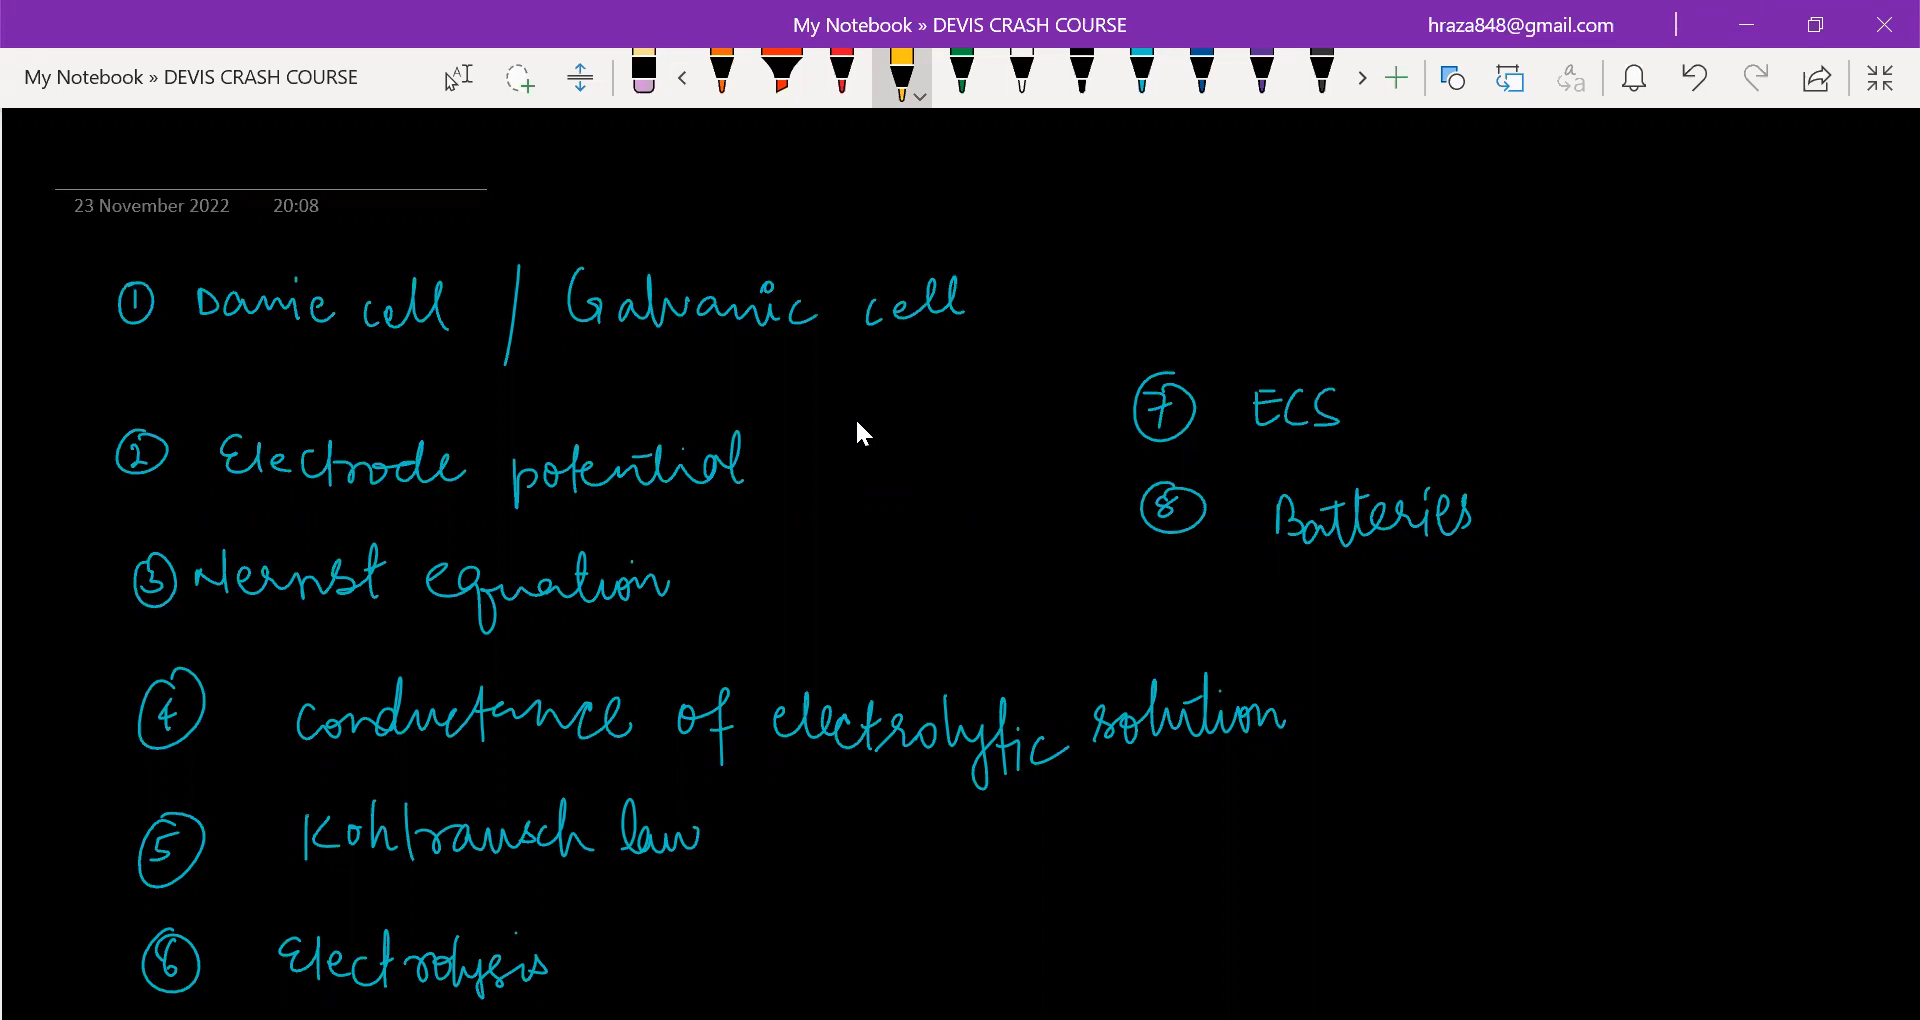 My Notebook » DEVIS CRASH COURSE
hraza848@gmail.com
My Notebook » DEVIS CRASH COURSE
23 November 2022 20:08
① Danie cell / Galvanic cell
② Electrode potential
③ Nernst equation
④ conductance of electrolytic solution
⑤ Kohlrausch law
⑥ Electrolysis
⑦ ECS
⑧ Batteries